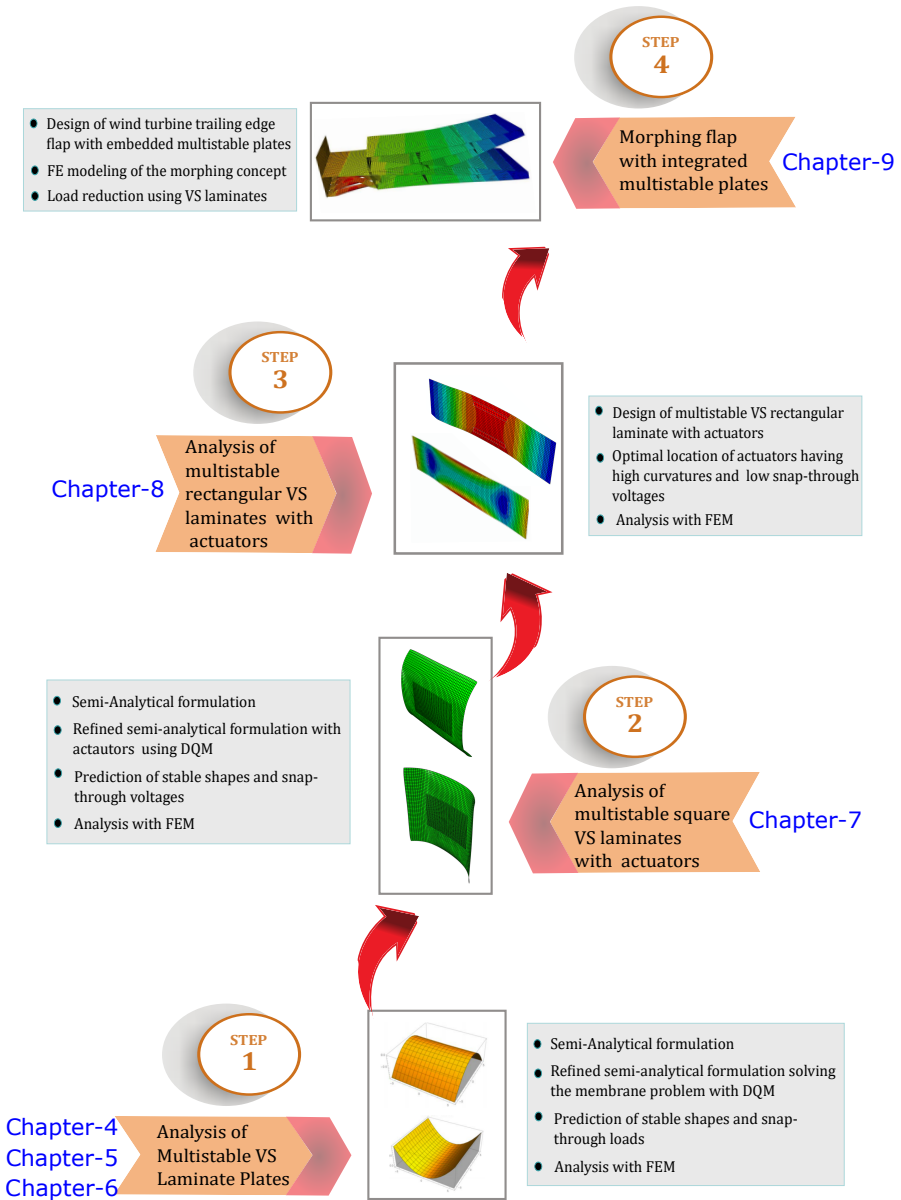 STEP
4
Design of wind turbine trailing edge
flap with embedded multistable plates
FE modeling of the morphing concept
Load reduction using VS laminates
Morphing flap
with integrated
multistable plates
Chapter-9
STEP
3
Analysis of
multistable
rectangular VS
laminates with
actuators
Chapter-8
Design of multistable VS rectangular
laminate with actuators
Optimal location of actuators having
high curvatures and low snap-through
voltages
Analysis with FEM
Semi-Analytical formulation
Refined semi-analytical formulation with
actautors using DQM
Prediction of stable shapes and snap-
through voltages
Analysis with FEM
STEP
2
Analysis of
multistable square
VS laminates
with actuators
Chapter-7
STEP
1
Chapter-4
Chapter-5
Chapter-6
Analysis of
Multistable VS
Laminate Plates
Semi-Analytical formulation
Refined semi-analytical formulation solving
the membrane problem with DQM
Prediction of stable shapes and snap-
through loads
Analysis with FEM